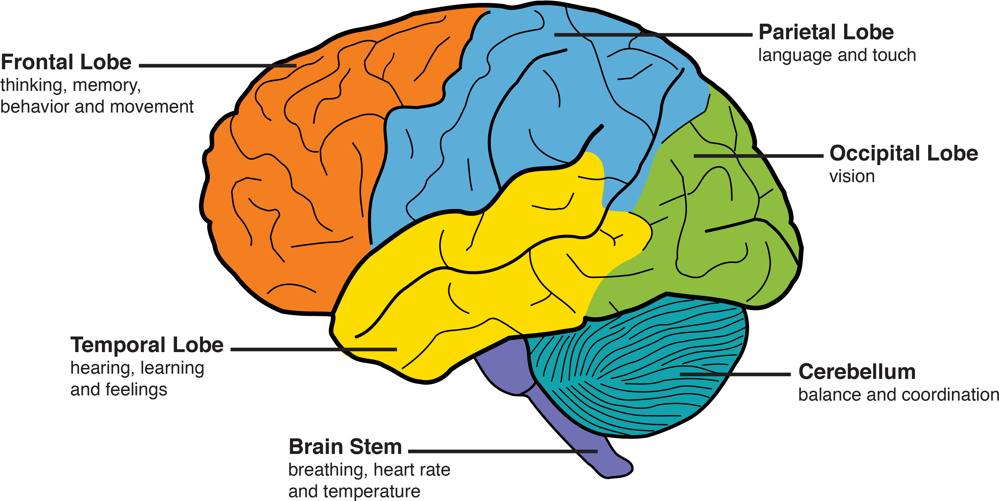 Frontal Lobe
thinking, memory,
behavior and movement
Parietal Lobe
language and touch
Occipital Lobe
vision
Temporal Lobe
hearing, learning
and feelings
Cerebellum
balance and coordination
Brain Stem
breathing, heart rate
and temperature